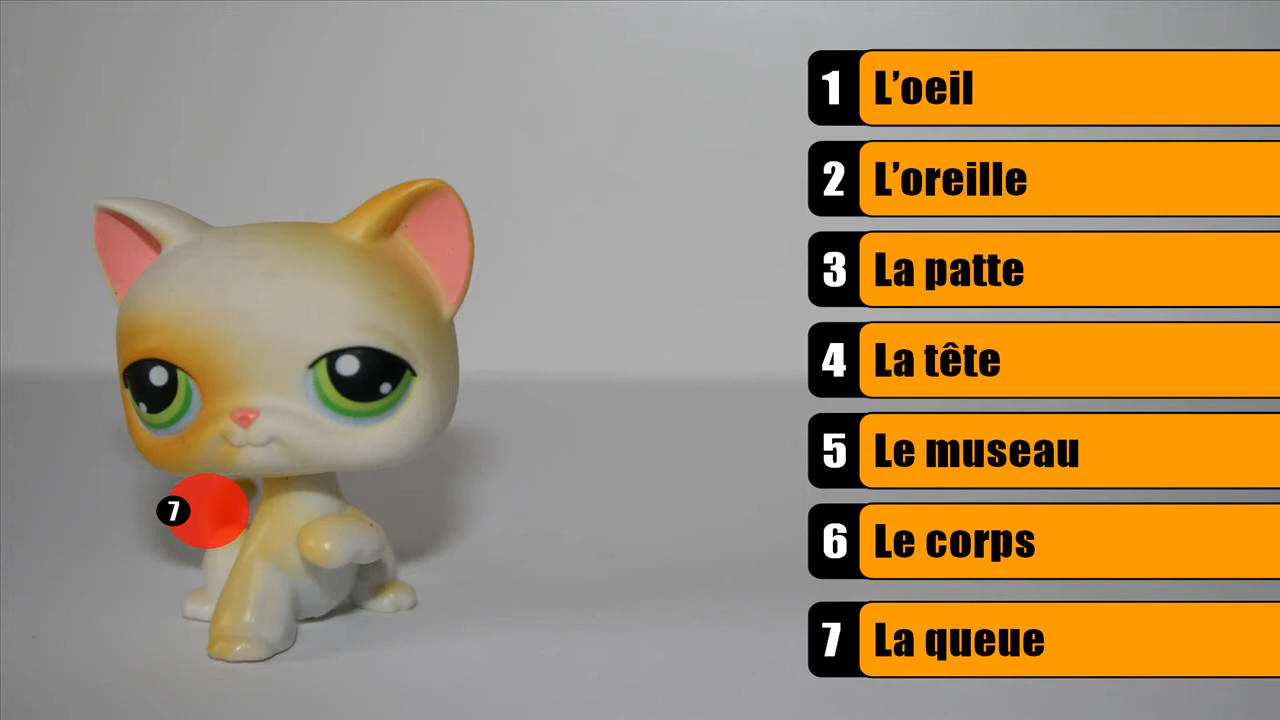 1 L’oeil
2 L’oreille
3 La patte
4 La tête
5 Le museau
6 Le corps
7 La queue
7